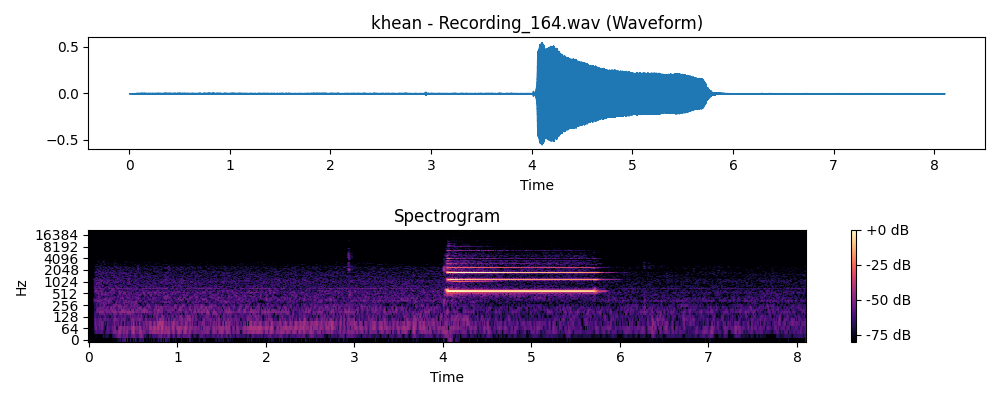 khean - Recording_164.wav (Waveform)
0.5
0.0
−0.5
0 1 2 3 4 5 6 7 8
Time
Spectrogram
Hz
16384
8192
4096
2048
1024
512
256
128
64
0
0 1 2 3 4 5 6 7 8
Time
+0 dB
-25 dB
-50 dB
-75 dB